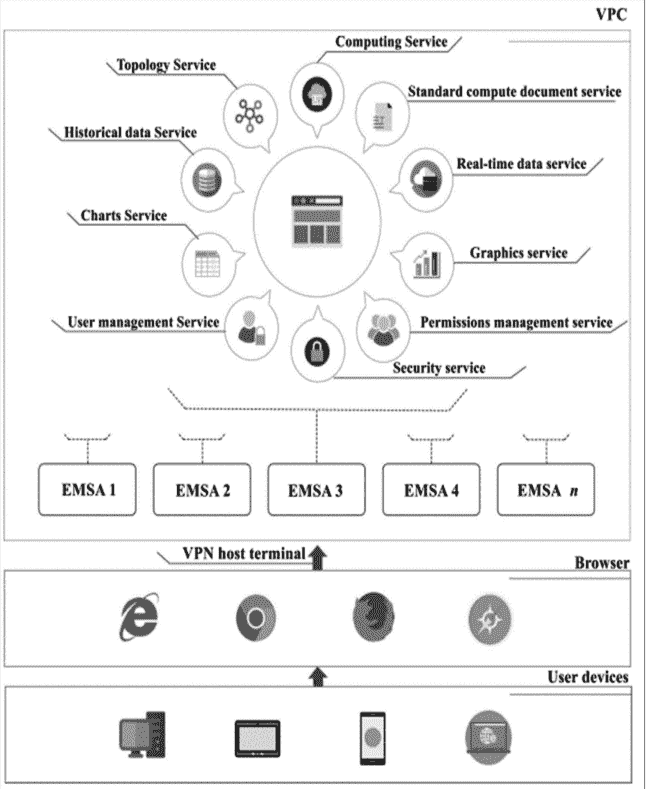 VPC
Computing Service
Topology Service
Standard compute document service
Historical data Service
Real-time data service
Charts Service
Graphics service
User management Service
Permissions management service
Security service
EMSA 1
EMSA 2
EMSA 3
EMSA 4
EMSA n
VPN host terminal
Browser
User devices